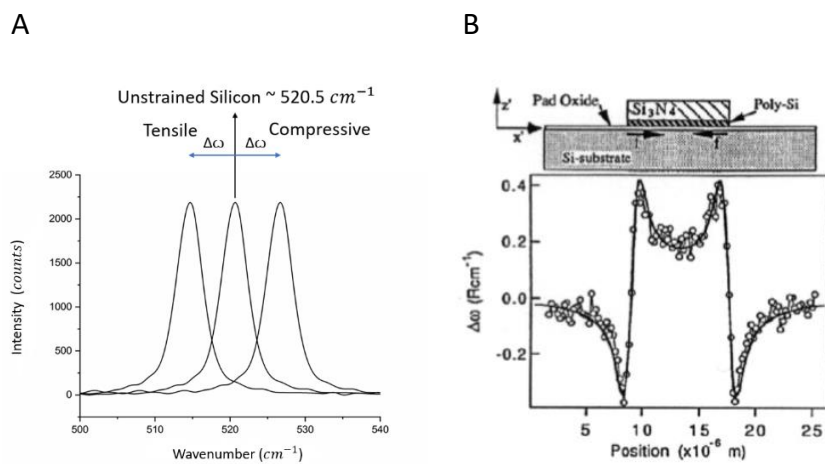 A
B
Unstrained Silicon ~ 520.5 cm⁻¹
Tensile Compressive
Δω Δω
2500
2000
1500
1000
500
0
500 510 520 530 540
Intensity (counts)
Wavenumber (cm⁻¹)
z'
x'
Pad Oxide
Si₃N₄
Poly-Si
f f
Si-substrate
0.4
0.2
0.0
-0.2
Δω (Rcm⁻¹)
5 10 15 20 25
Position (x10⁻⁶ m)